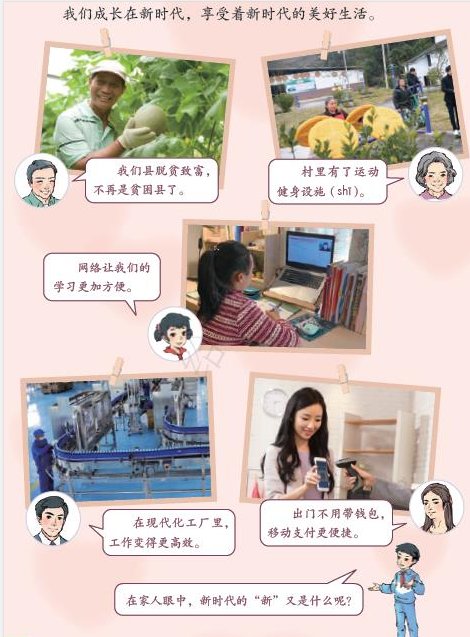 我们成长在新时代，享受着新时代的美好生活。
我们县脱贫致富，
不再是贫困县了。
村里有了运动
健身设施（shī）。
网络让我们的
学习更加方便。
在现代化工厂里，
工作变得更高效。
出门不用带钱包，
移动支付更便捷。
在家人眼中，新时代的“新”又是什么呢？